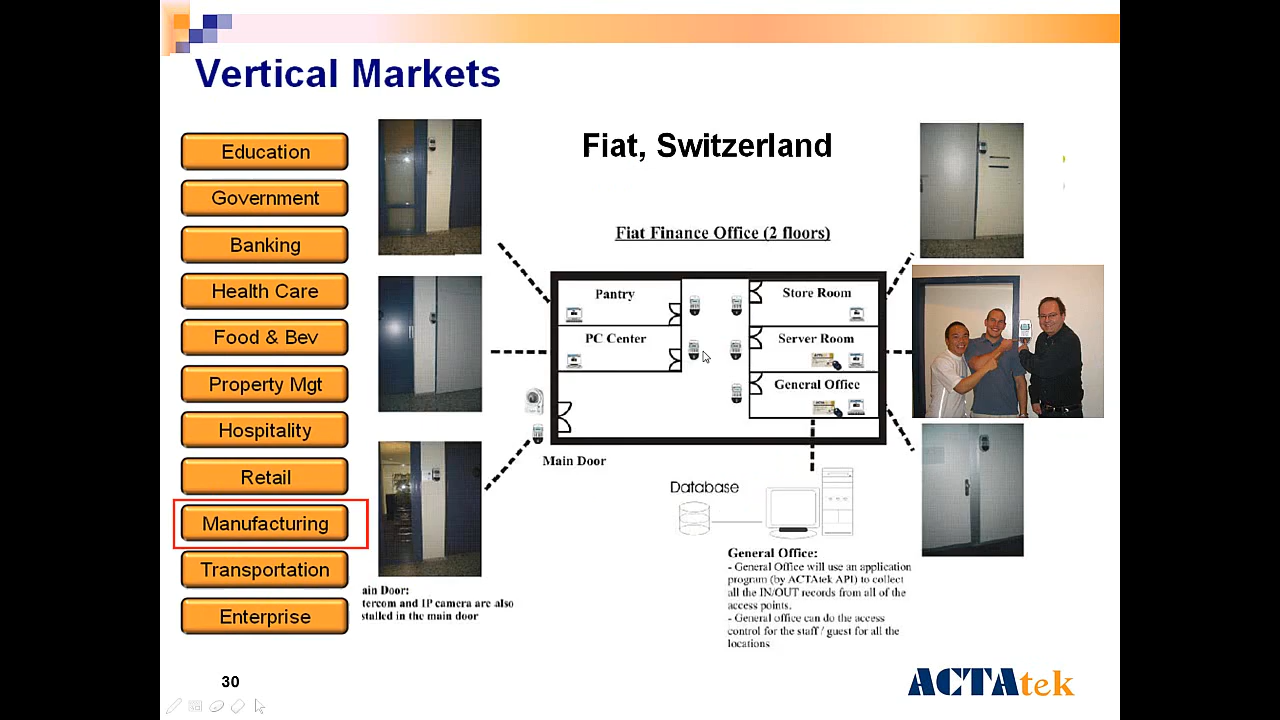 Vertical Markets
Education
Government
Banking
Health Care
Food & Bev
Property Mgt
Hospitality
Retail
Manufacturing
Transportation
Enterprise
Fiat, Switzerland
Fiat Finance Office (2 floors)
Pantry
PC Center
Store Room
Server Room
General Office
Main Door
Database
ain Door:
tercom and IP camera are also
stalled in the main door
General Office:
- General Office will use an application
program (by ACTAtek API) to collect
all the IN/OUT records from all of the
access points.
- General office can do the access
control for the staff / guest for all the
locations
30
ACTAtek